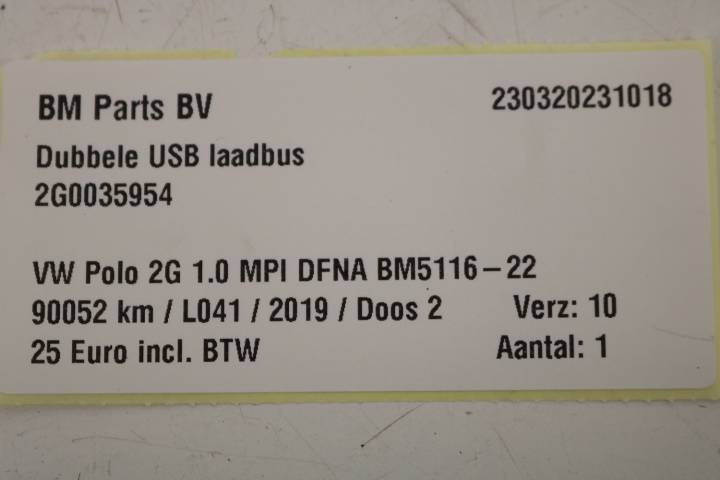 BM Parts BV 230320231018
Dubbele USB laadbus
2G0035954
VW Polo 2G 1.0 MPI DFNA BM5116-22
90052 km / L041 / 2019 / Doos 2 Verz: 10
25 Euro incl. BTW Aantal: 1